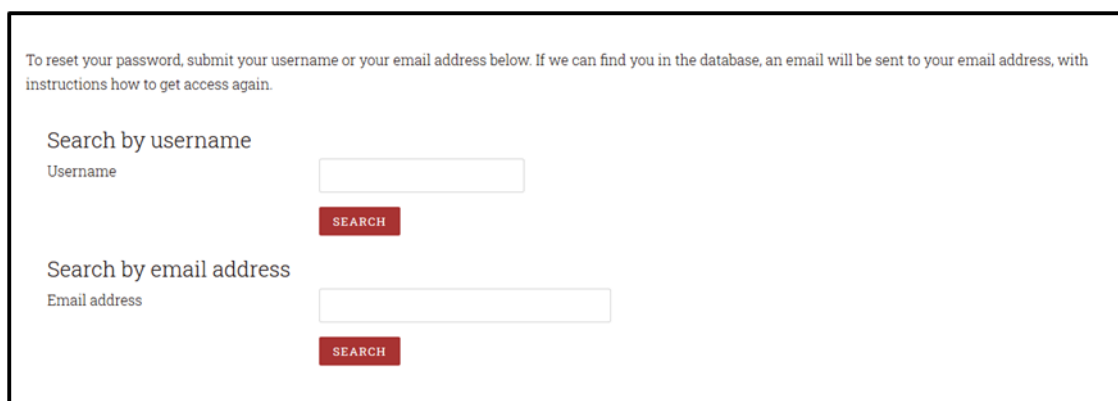 To reset your password, submit your username or your email address below. If we can find you in the database, an email will be sent to your email address, with
instructions how to get access again.
Search by username
Username
SEARCH
Search by email address
Email address
SEARCH